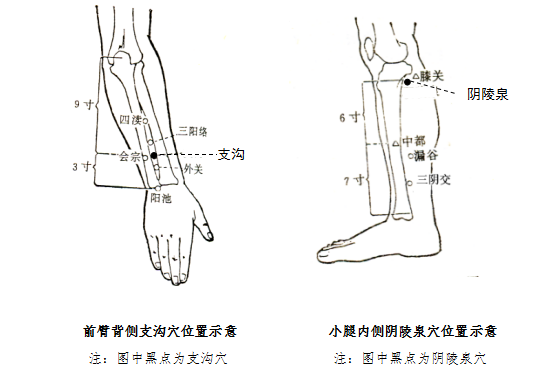 9寸
3寸
四渎
三阳络
会宗
支沟
外关
阳池
膝关
阴陵泉
6寸
中都
漏谷
7寸
三阴交
前臂背侧支沟穴位置示意
注：图中黑点为支沟穴
小腿内侧阴陵泉穴位置示意
注：图中黑点为阴陵泉穴